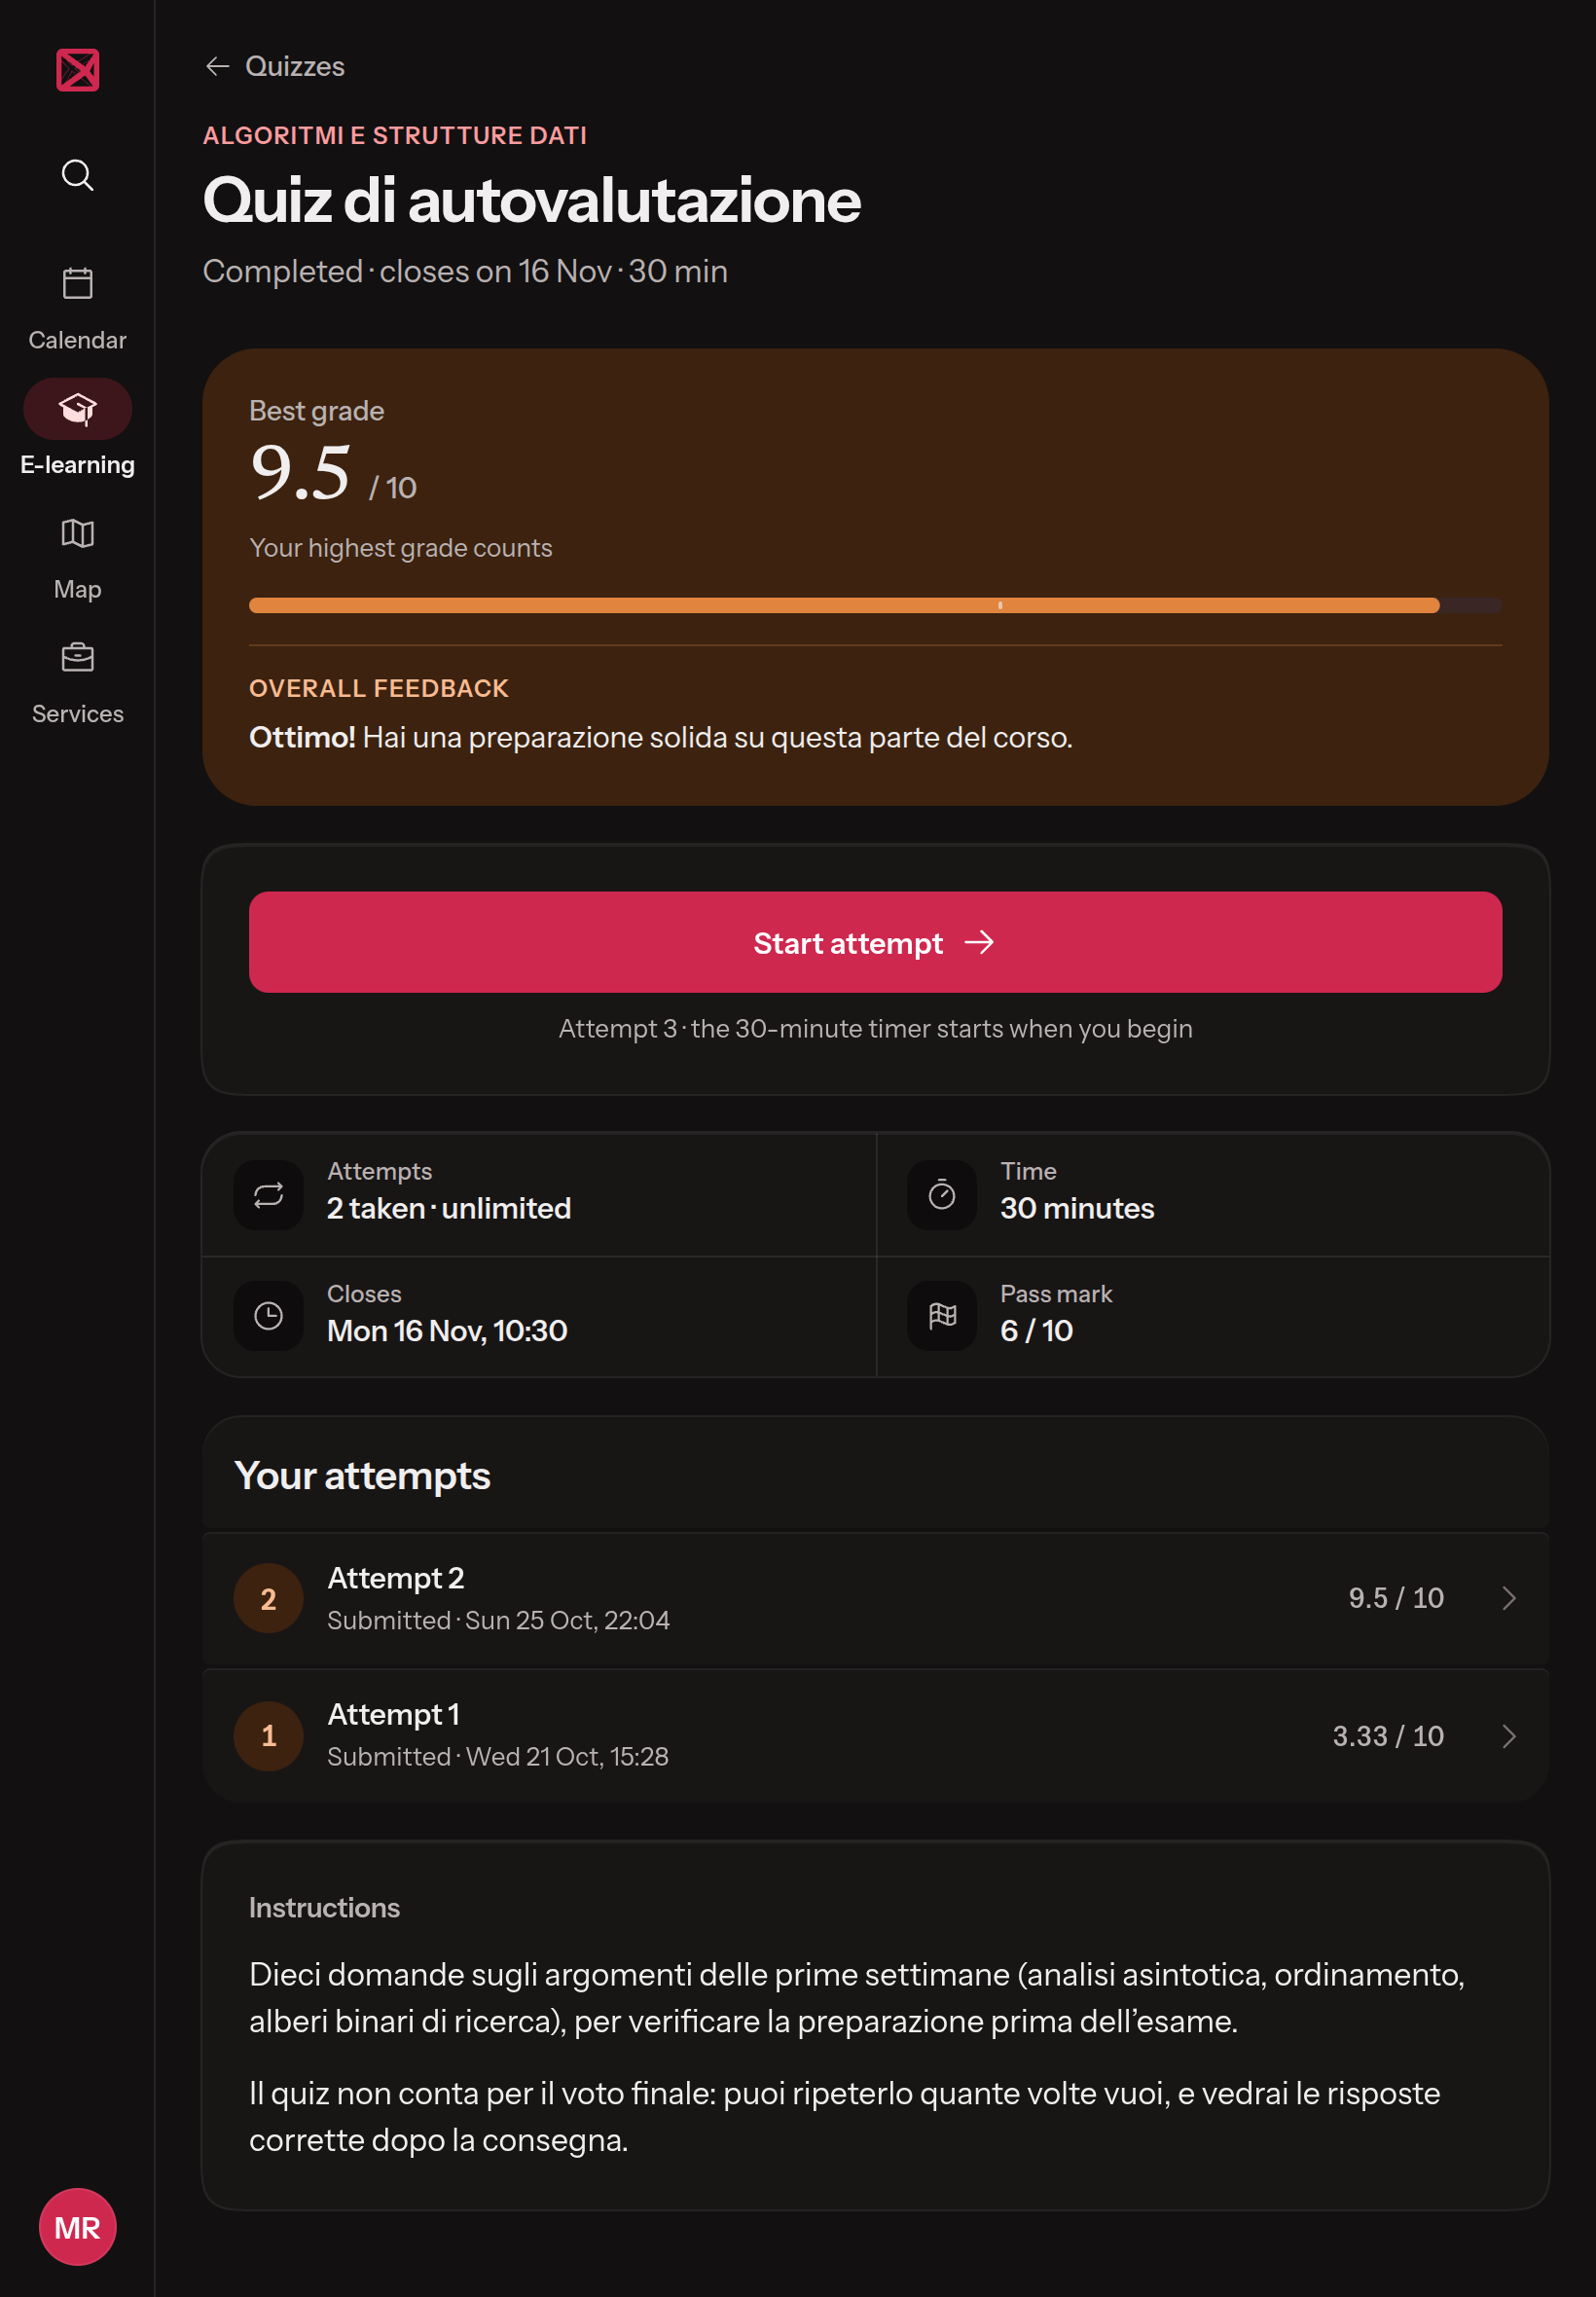 Quizzes
ALGORITMI E STRUTTURE DATI
Quiz di autovalutazione
Completed · closes on 16 Nov · 30 min
Calendar
E-learning
Map
Services
Best grade
9.5 / 10
Your highest grade counts
OVERALL FEEDBACK
Ottimo! Hai una preparazione solida su questa parte del corso.
Start attempt
Attempt 3 · the 30-minute timer starts when you begin
Attempts
2 taken · unlimited
Time
30 minutes
Closes
Mon 16 Nov, 10:30
Pass mark
6 / 10
Your attempts
2
Attempt 2
Submitted · Sun 25 Oct, 22:04
9.5 / 10
1
Attempt 1
Submitted · Wed 21 Oct, 15:28
3.33 / 10
Instructions
Dieci domande sugli argomenti delle prime settimane (analisi asintotica, ordinamento,
alberi binari di ricerca), per verificare la preparazione prima dell’esame.
Il quiz non conta per il voto finale: puoi ripeterlo quante volte vuoi, e vedrai le risposte
corrette dopo la consegna.
MR